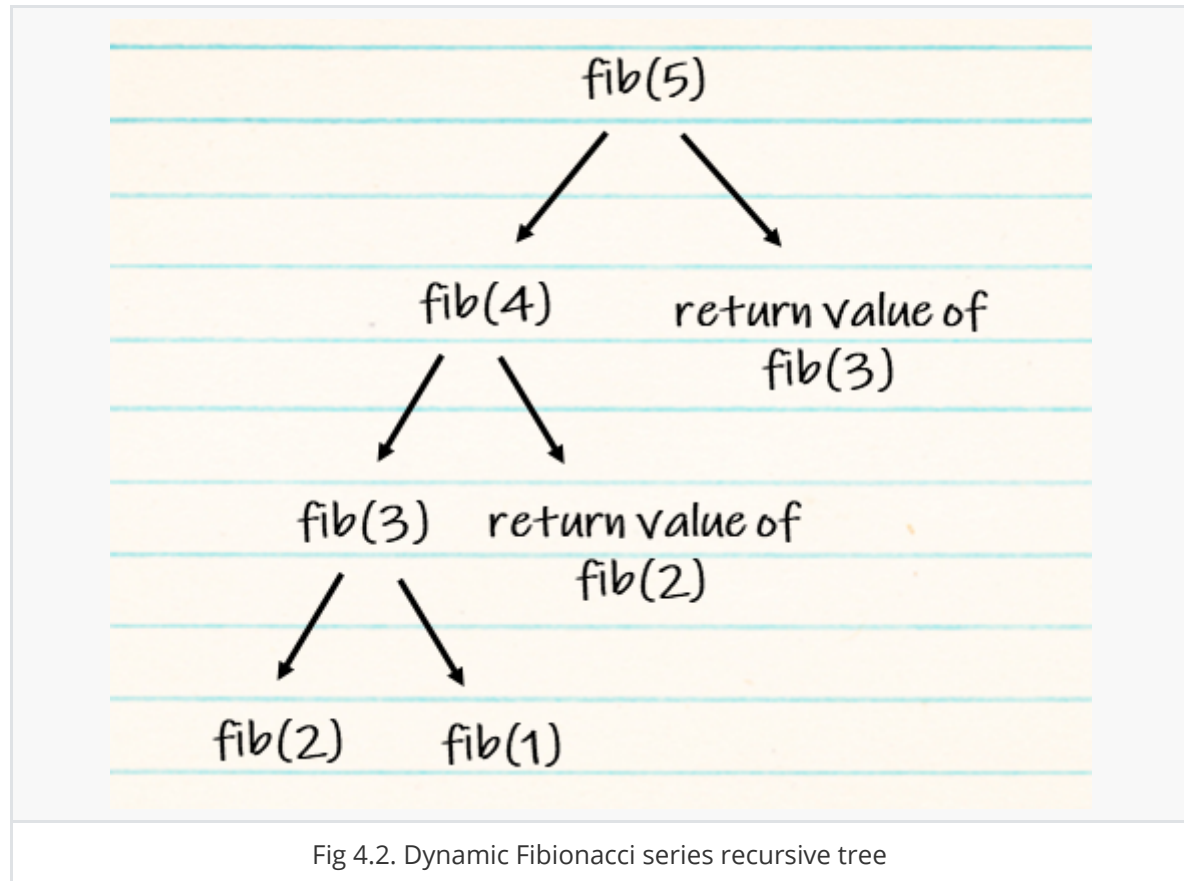 fib(5)
fib(4)
return value of
fib(3)
fib(3)
return value of
fib(2)
fib(2)
fib(1)
Fig 4.2. Dynamic Fibionacci series recursive tree